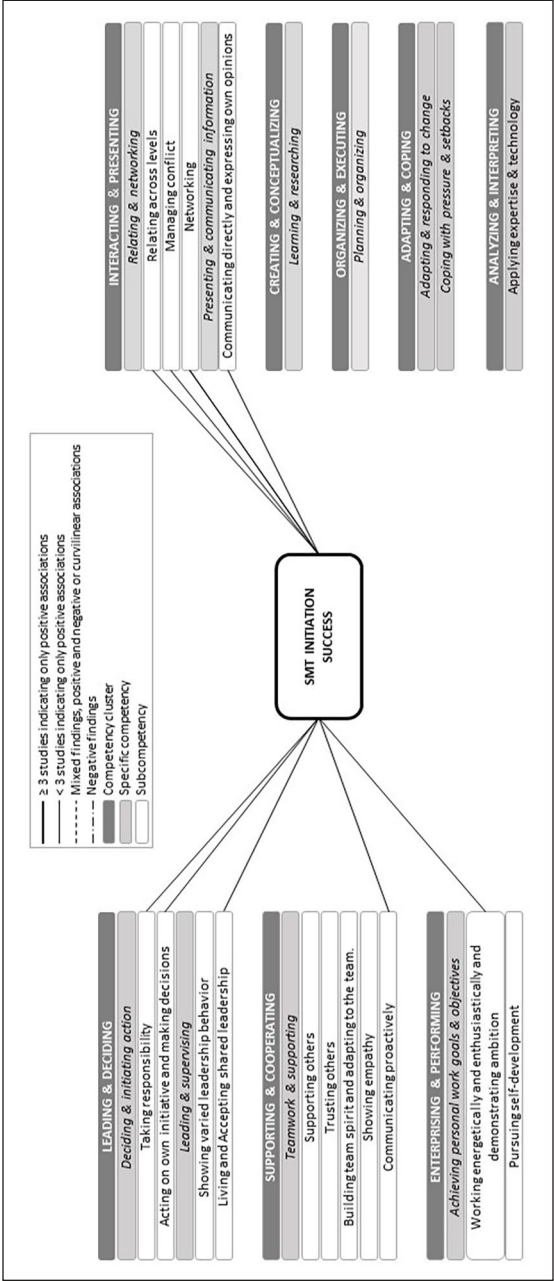 LEADING & DECIDING
Deciding & initiating action
Taking responsibility
Acting on own initiative and making decisions
Leading & supervising
Showing varied leadership behavior
Living and Accepting shared leadership
SUPPORTING & COOPERATING
Teamwork & supporting
Supporting others
Trusting others
Building team spirit and adapting to the team.
Showing empathy
Communicating proactively
ENTERPRISING & PERFORMING
Achieving personal work goals & objectives
Working energetically and enthusiastically and
demonstrating ambition
Pursuing self-development
≥ 3 studies indicating only positive associations
< 3 studies indicating only positive associations
Mixed findings, positive and negative or curvilinear associations
Negative findings
Competency cluster
Specific competency
Subcompetency
SMT INITIATION
SUCCESS
INTERACTING & PRESENTING
Relating & networking
Relating across levels
Managing conflict
Networking
Presenting & communicating information
Communicating directly and expressing own opinions
CREATING & CONCEPTUALIZING
Learning & researching
ORGANIZING & EXECUTING
Planning & organizing
ADAPTING & COPING
Adapting & responding to change
Coping with pressure & setbacks
ANALYZING & INTERPRETING
Applying expertise & technology